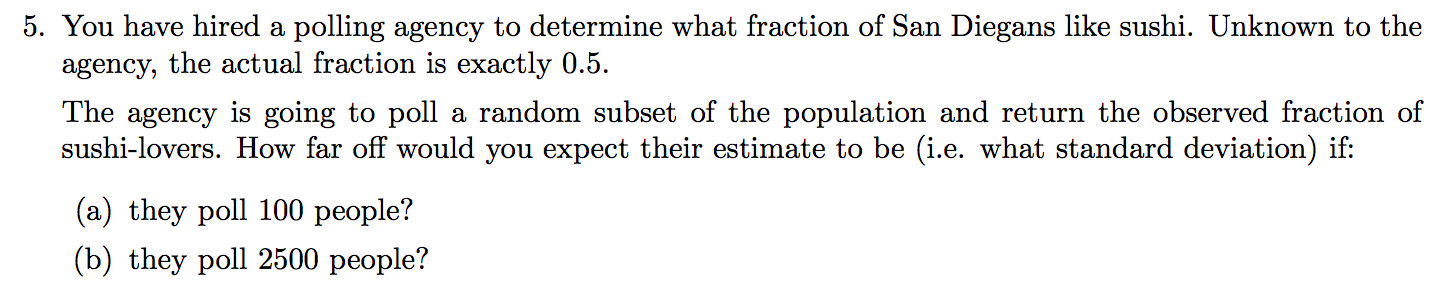 5. You have hired a polling agency to determine what fraction of San Diegans like sushi. Unknown to the
agency, the actual fraction is exactly 0.5.
The agency is going to poll a random subset of the population and return the observed fraction of
sushi-lovers. How far off would you expect their estimate to be (i.e. what standard deviation) if:
(a) they poll 100 people?
(b) they poll 2500 people?